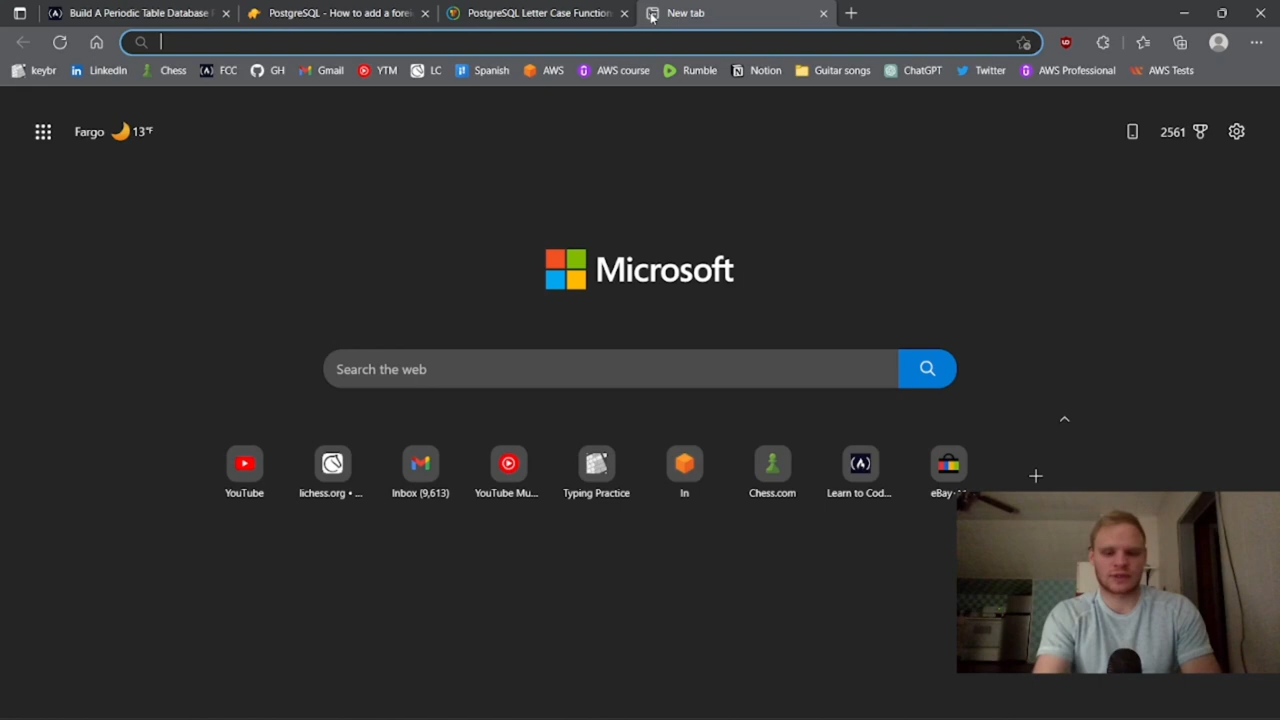 Build A Periodic Table Database
PostgreSQL - How to add a forei
PostgreSQL Letter Case Function
New tab
keybr
LinkedIn
Chess
FCC
GH
Gmail
YTM
LC
Spanish
AWS
AWS course
Rumble
Notion
Guitar songs
ChatGPT
Twitter
AWS Professional
AWS Tests
Fargo 13°F
2561
Microsoft
Search the web
YouTube
lichess.org • ...
Inbox (9,613)
YouTube Mu...
Typing Practice
In
Chess.com
Learn to Cod...